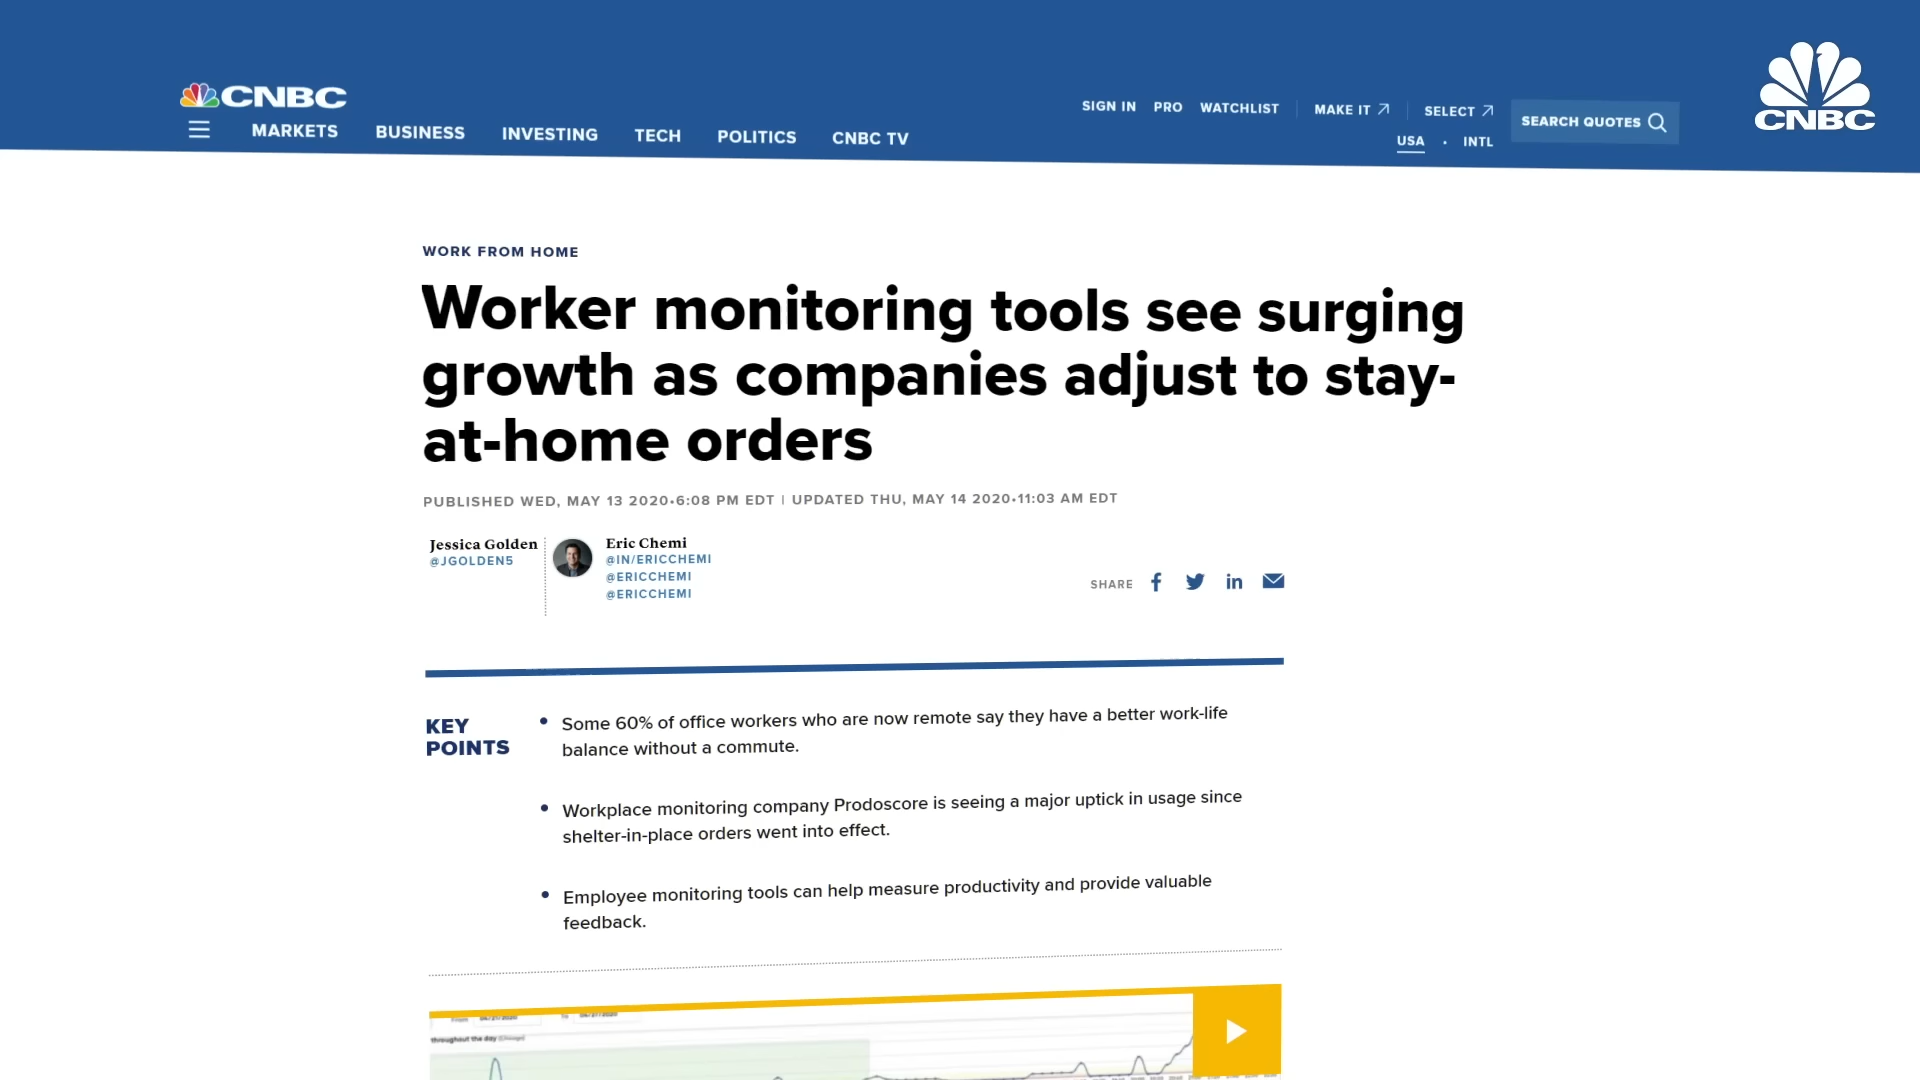 CNBC
CNBC
SIGN IN PRO WATCHLIST MAKE IT SELECT
SEARCH QUOTES
USA • INTL
MARKETS BUSINESS INVESTING TECH POLITICS CNBC TV
WORK FROM HOME
Worker monitoring tools see surging
growth as companies adjust to stay-
at-home orders
PUBLISHED WED, MAY 13 2020•6:08 PM EDT | UPDATED THU, MAY 14 2020•11:03 AM EDT
Jessica Golden
@JGOLDEN5
Eric Chemi
@IN/ERICCHEMI
@ERICCHEMI
@ERICCHEMI
SHARE
KEY
POINTS
• Some 60% of office workers who are now remote say they have a better work-life
balance without a commute.
• Workplace monitoring company Prodoscore is seeing a major uptick in usage since
shelter-in-place orders went into effect.
• Employee monitoring tools can help measure productivity and provide valuable
feedback.
throughout the day